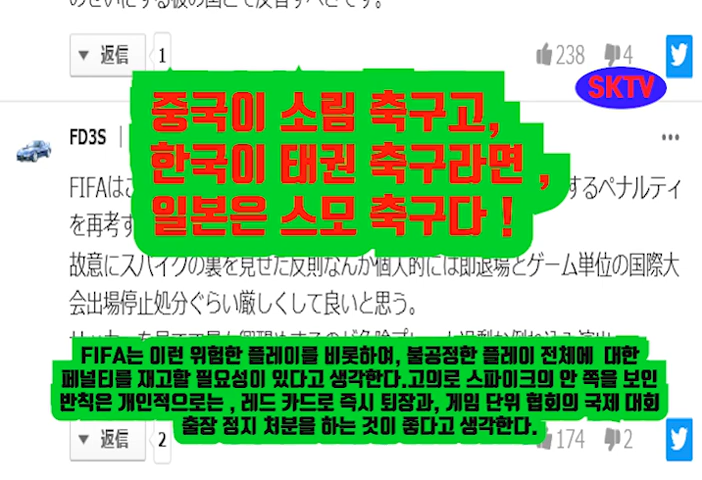 のせいにする彼の国こそ反省すべきです。
返信 1 238 4
SKTV
중국이 소림 축구고,
FD3S
한국이 태권 축구라면 ,
FIFAは するペナルティ
일본은 스모 축구다 !
を再考す
故意にスパイクの裏を見せた反則なんか個人的には即退場とゲーム単位の国際大
会出場停止処分ぐらい厳しくして良いと思う。
FIFA는 이런 위험한 플레이를 비롯하여, 불공정한 플레이 전체에 대한
페널티를 재고할 필요성이 있다고 생각한다.고의로 스파이크의 안 쪽을 보인
반칙은 개인적으로는 , 레드 카드로 즉시 퇴장과, 게임 단위 협회의 국제 대회
출장 정지 처분을 하는 것이 좋다고 생각한다.
返信 2 174 2